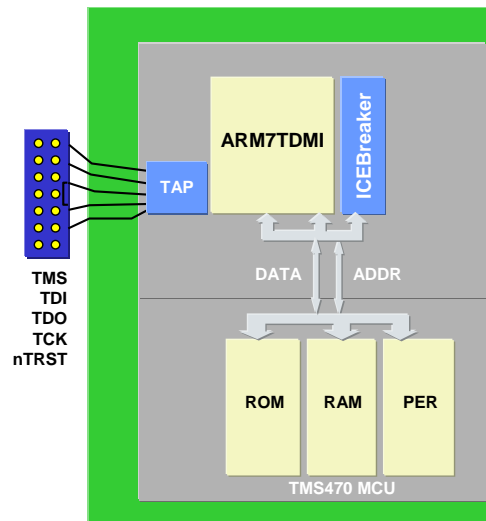 ARM7TDMI
ICEBreaker
TAP
TMS
TDI
TDO
TCK
nTRST
DATA
ADDR
ROM
RAM
PER
TMS470 MCU